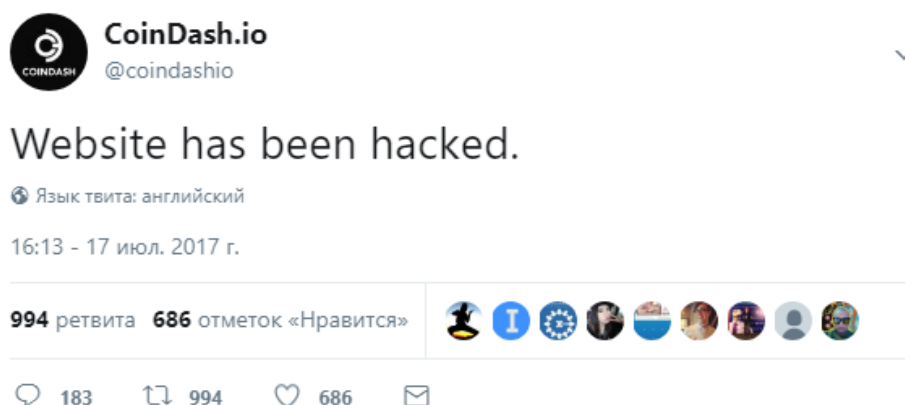 CoinDash.io
COINDASH
@coindashio
Website has been hacked.
Язык твита: английский
16:13 - 17 июл. 2017 г.
994 ретвита 686 отметок «Нравится»
183 994 686